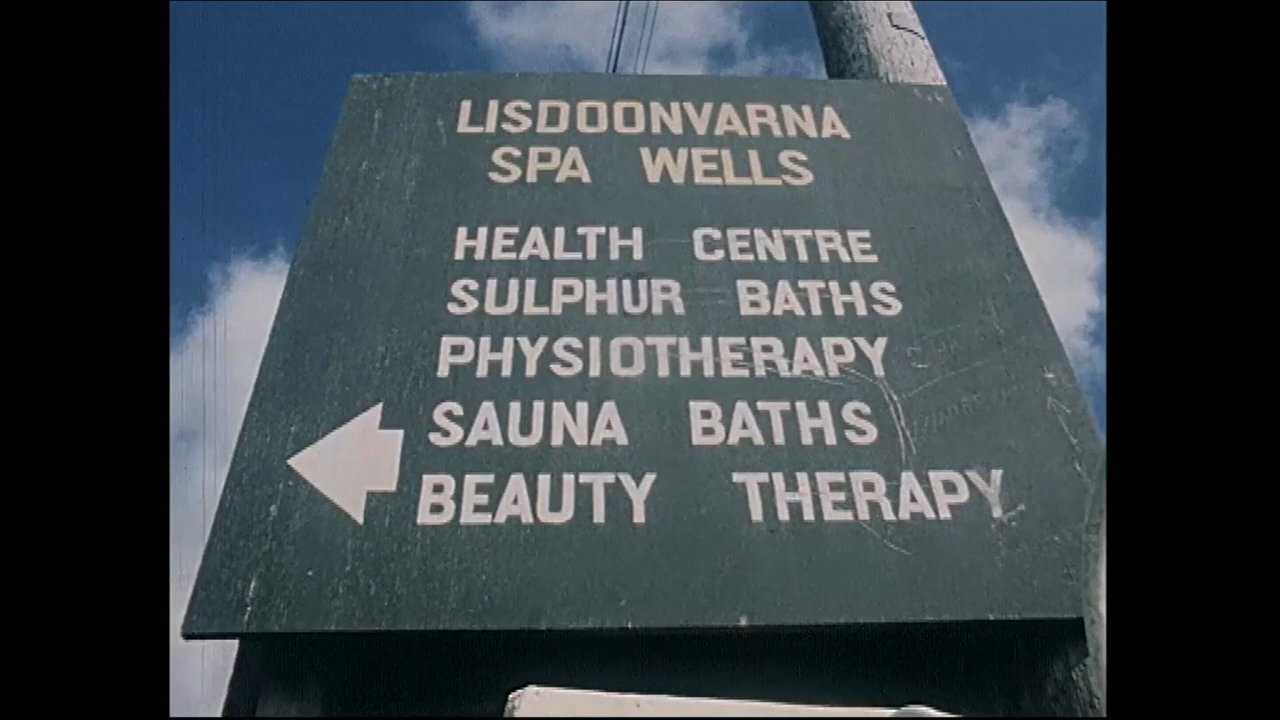 LISDOONVARNA
SPA WELLS
HEALTH CENTRE
SULPHUR BATHS
PHYSIOTHERAPY
SAUNA BATHS
BEAUTY THERAPY